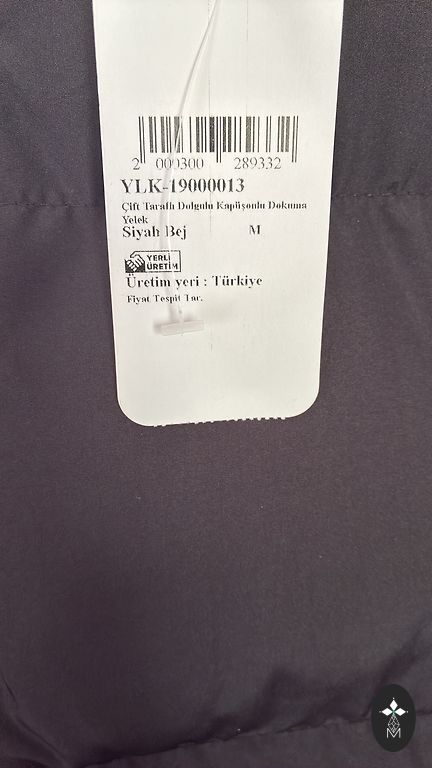 2 000300 289332
YLK-19000013
Çift Taraflı Dolgulu Kapüşonlu Dokuma
Yelek
Siyah Bej M
YERLİ
ÜRETİM
Üretim yeri : Türkiye
Fiyat Tespit Tar.
M